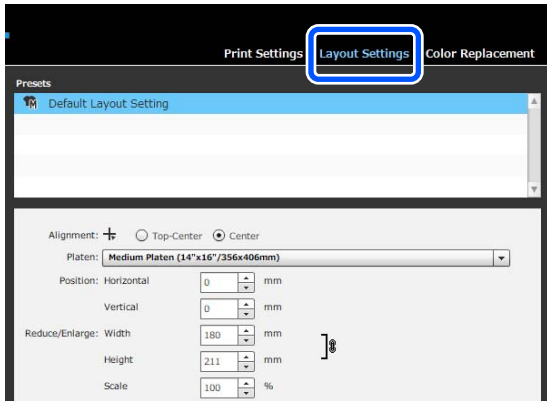 Print Settings Layout Settings Color Replacement
Presets
M Default Layout Setting
Alignment: Top-Center Center
Platen: Medium Platen (14"x16"/356x406mm)
Position: Horizontal 0 mm
Vertical 0 mm
Reduce/Enlarge: Width 180 mm
Height 211 mm
Scale 100 %